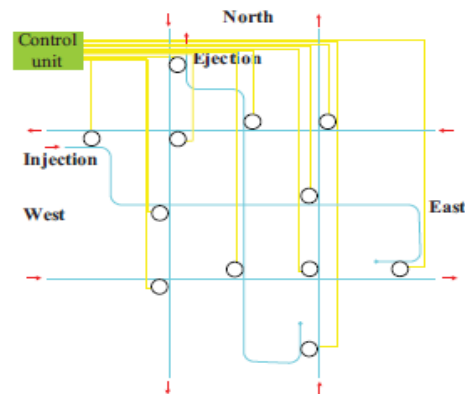 North
Control
unit
Ejection
Injection
West
East